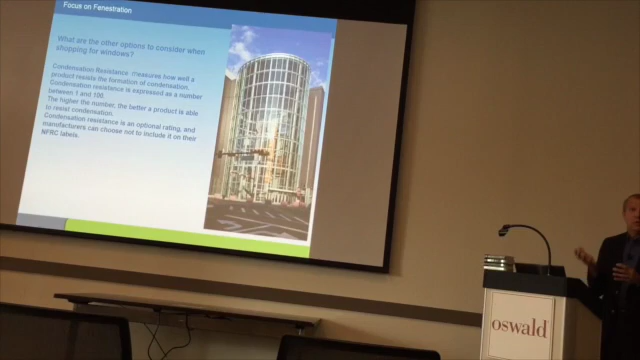 Focus on Fenestration
What are the other options to consider when
shopping for windows?
Condensation Resistance measures how well a
product resists the formation of condensation.
Condensation resistance is expressed as a number
between 1 and 100.
The higher the number, the better a product is able
to resist condensation.
Condensation resistance is an optional rating, and
manufacturers can choose not to include it on their
NFRC labels.
oswald